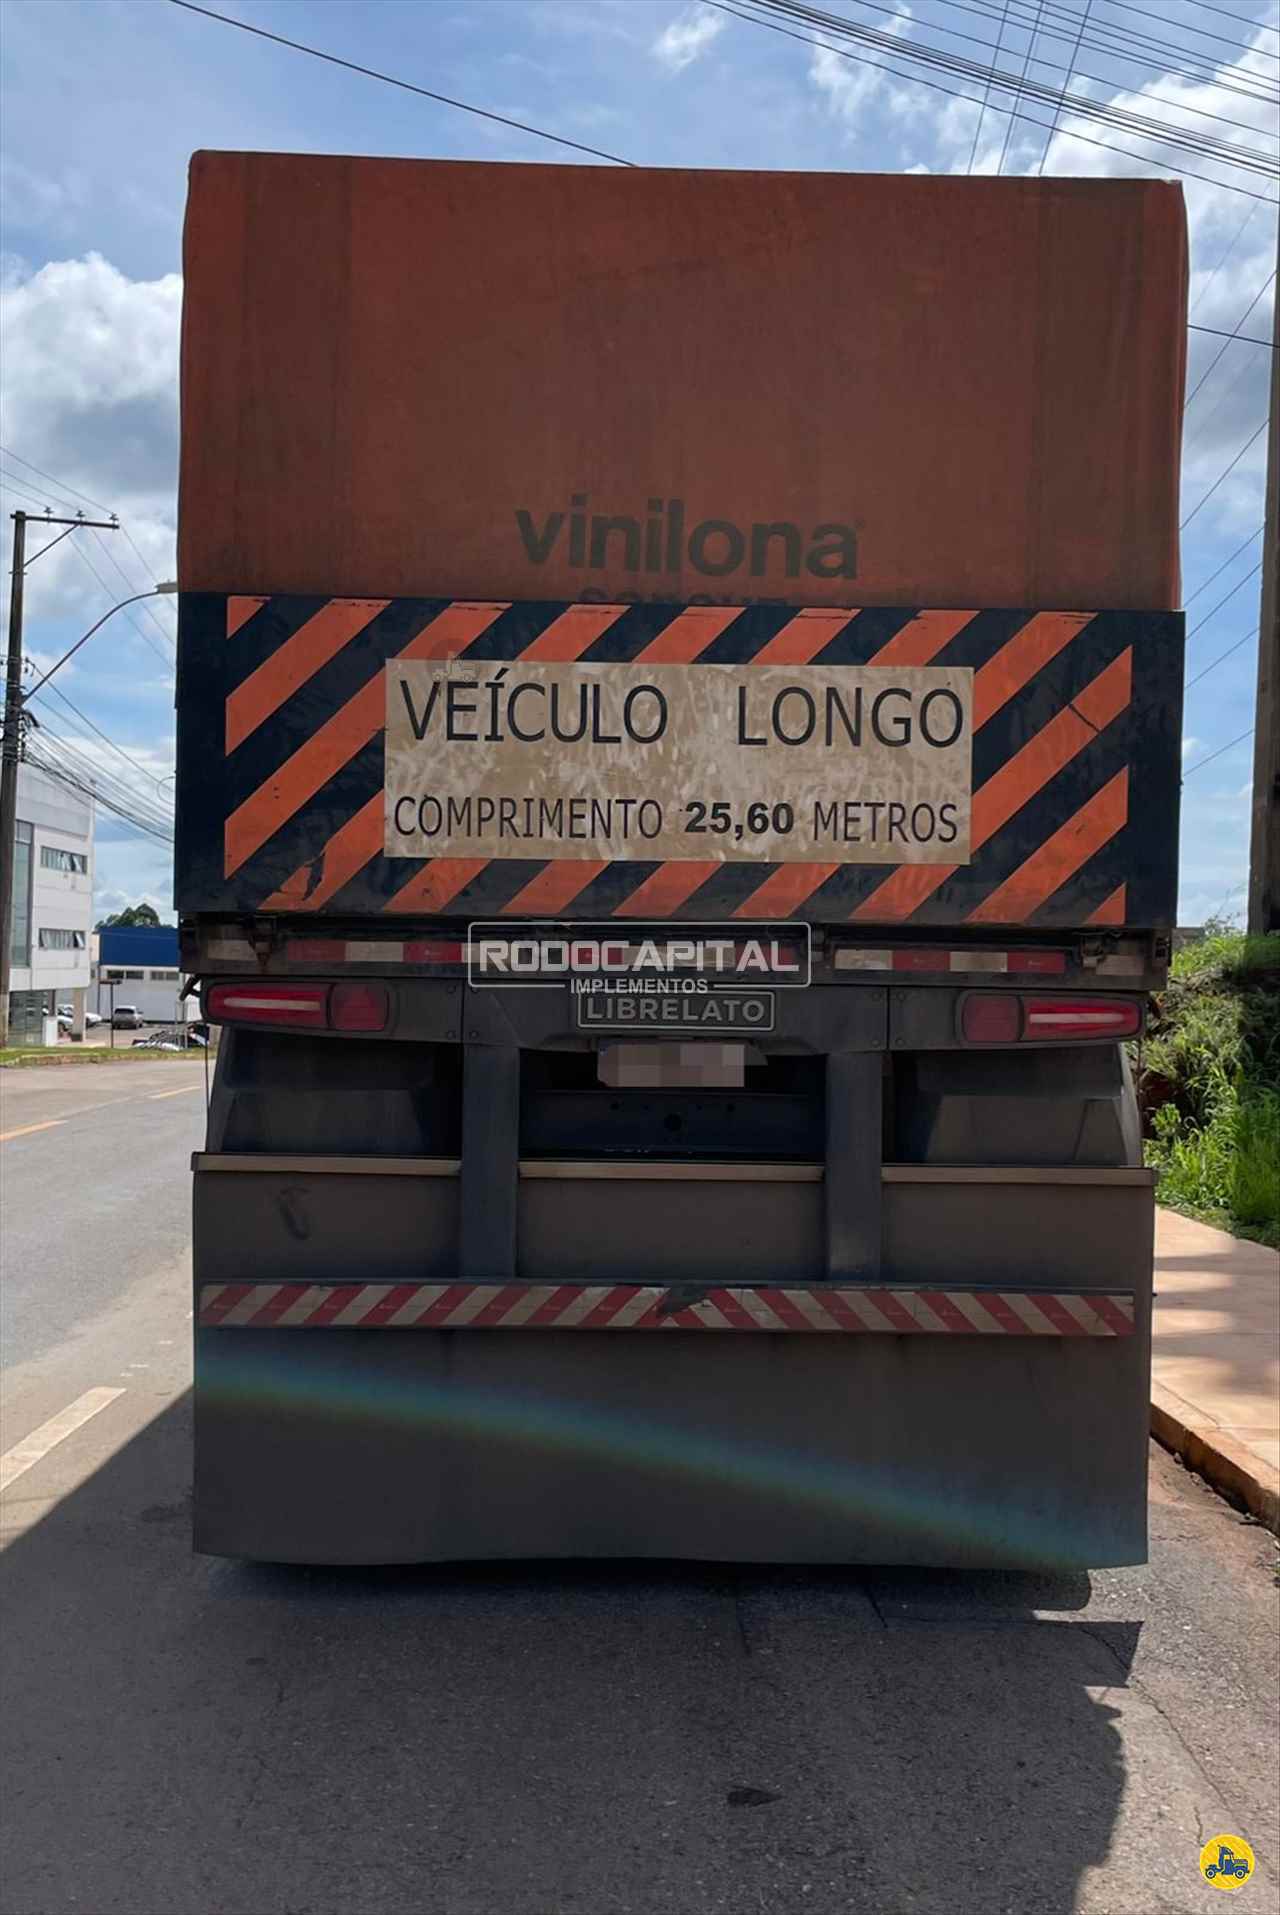 vinilona
VEÍCULO LONGO
COMPRIMENTO 25,60 METROS
RODOCAPITAL
IMPLEMENTOS
LIBRELATO